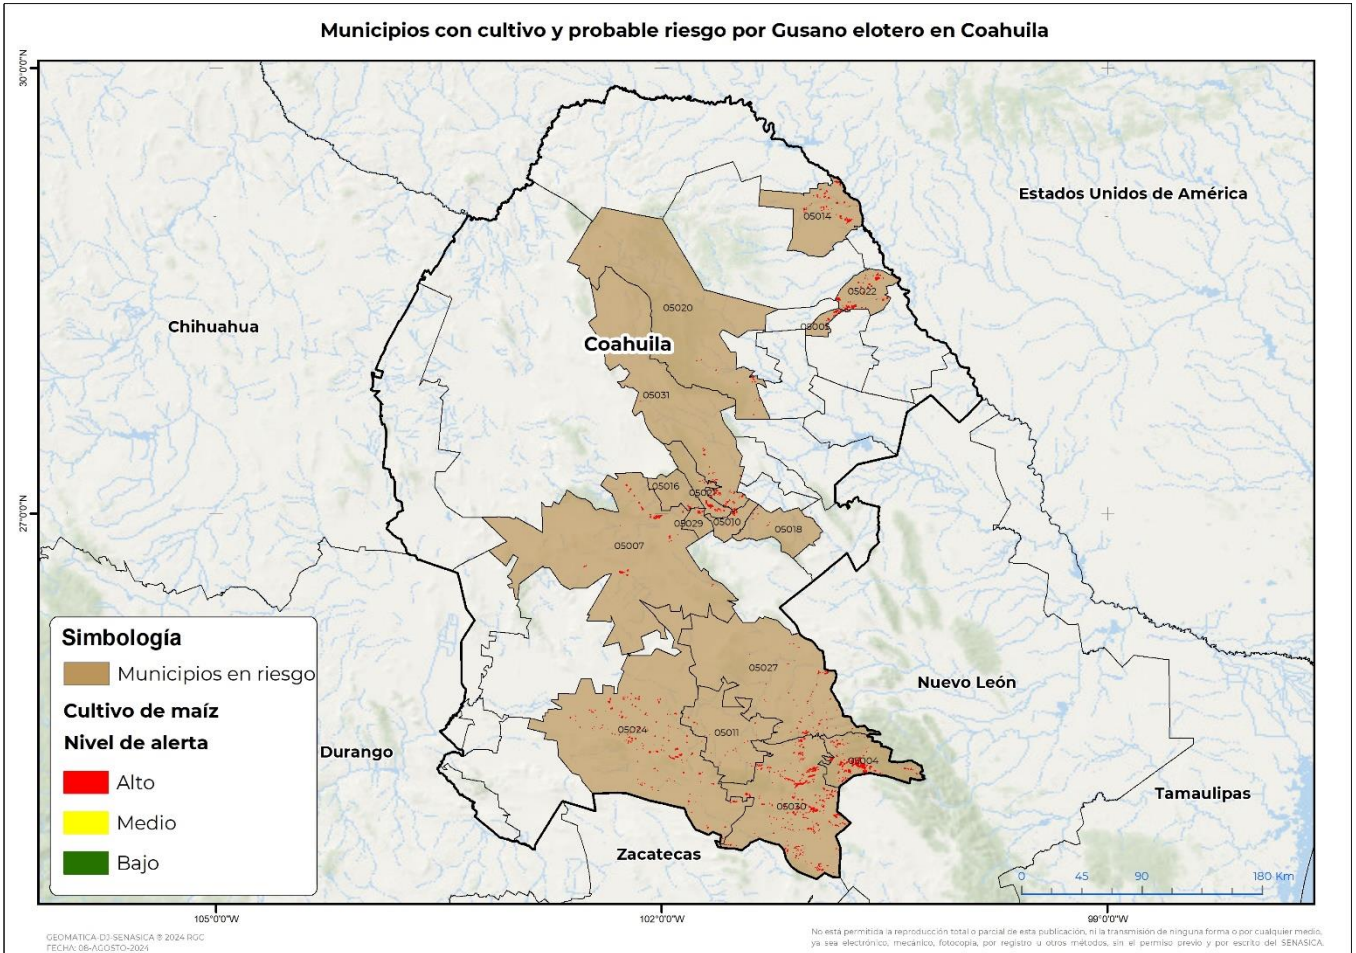 Municipios con cultivo y probable riesgo por Gusano elotero en Coahuila
30°0'0"N
27°0'0"N
Estados Unidos de América
Chihuahua
Coahuila
Nuevo León
Durango
Tamaulipas
Zacatecas
05014
05022
05020
05031
05016
05029
05010
05018
05007
05027
05024
05011
05004
05030
Simbología
Municipios en riesgo
Cultivo de maíz
Nivel de alerta
Alto
Medio
Bajo
0 45 90 180 Km
105°0'0"W
102°0'0"W
99°0'0"W
GEOMATICA-DJ-SENASICA ® 2024 RGC
FECHA: 08-AGOSTO-2024
No está permitida la reproducción total o parcial de esta publicación, ni la transmisión de ninguna forma o por cualquier medio,
ya sea electrónico, mecánico, fotocopia, por registro u otros métodos, sin el permiso previo y por escrito del SENASICA.